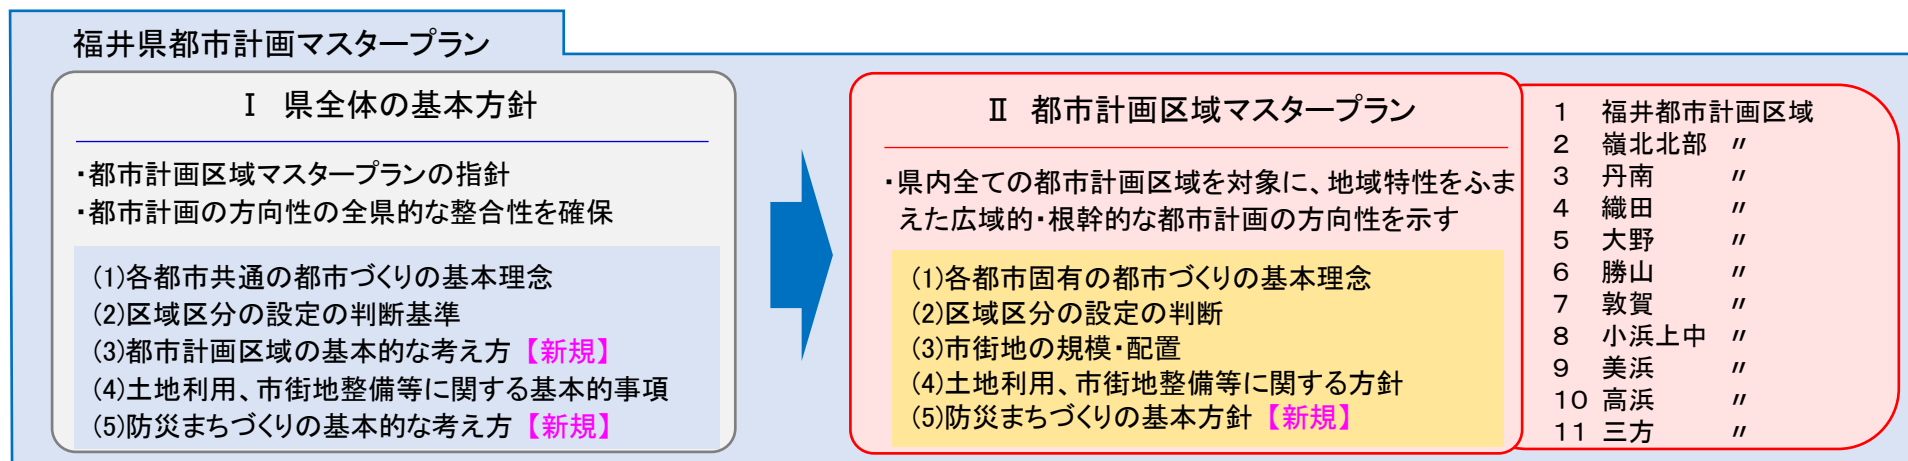 福井県都市計画マスタープラン
Ⅰ 県全体の基本方針
・都市計画区域マスタープランの指針
・都市計画の方向性の全県的な整合性を確保
(1)各都市共通の都市づくりの基本理念
(2)区域区分の設定の判断基準
(3)都市計画区域の基本的な考え方【新規】
(4)土地利用、市街地整備等に関する基本的事項
(5)防災まちづくりの基本的な考え方【新規】
Ⅱ 都市計画区域マスタープラン
・県内全ての都市計画区域を対象に、地域特性をふま
えた広域的・根幹的な都市計画の方向性を示す
(1)各都市固有の都市づくりの基本理念
(2)区域区分の設定の判断
(3)市街地の規模・配置
(4)土地利用、市街地整備等に関する方針
(5)防災まちづくりの基本方針【新規】
1 福井都市計画区域
2 嶺北北部 〃
3 丹南 〃
4 織田 〃
5 大野 〃
6 勝山 〃
7 敦賀 〃
8 小浜上中 〃
9 美浜 〃
10 高浜 〃
11 三方 〃